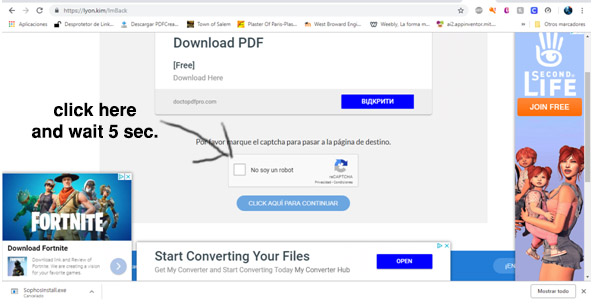 https://lyon.kim/ImBack
Aplicaciones
Bookmarks
Desprotetor de Link...
Descargar PDFCrea...
Town of Salem
Plaster Of Paris-Plas...
West Broward Engi...
Weebly, La forma m...
ai2.appinventor.mit...
Otros marcadores
Download PDF
[Free]
Download Here
doctopdfpro.com
ВІДКРИТИ
click here
and wait 5 sec.
Por favor marque el captcha para pasar a la página de destino.
No soy un robot
reCAPTCHA
Privacidad - Condiciones
CLICK AQUÍ PARA CONTINUAR
SECOND
LIFE
JOIN FREE
FORTNITE
Download Fortnite
Download Link and Review of
Fortnite. We are creating a vision
for your favorite games.
Start Converting Your Files
Get My Converter and Start Converting Today My Converter Hub
OPEN
¡EN
SophosInstall.exe
Cancelado
Mostrar todo